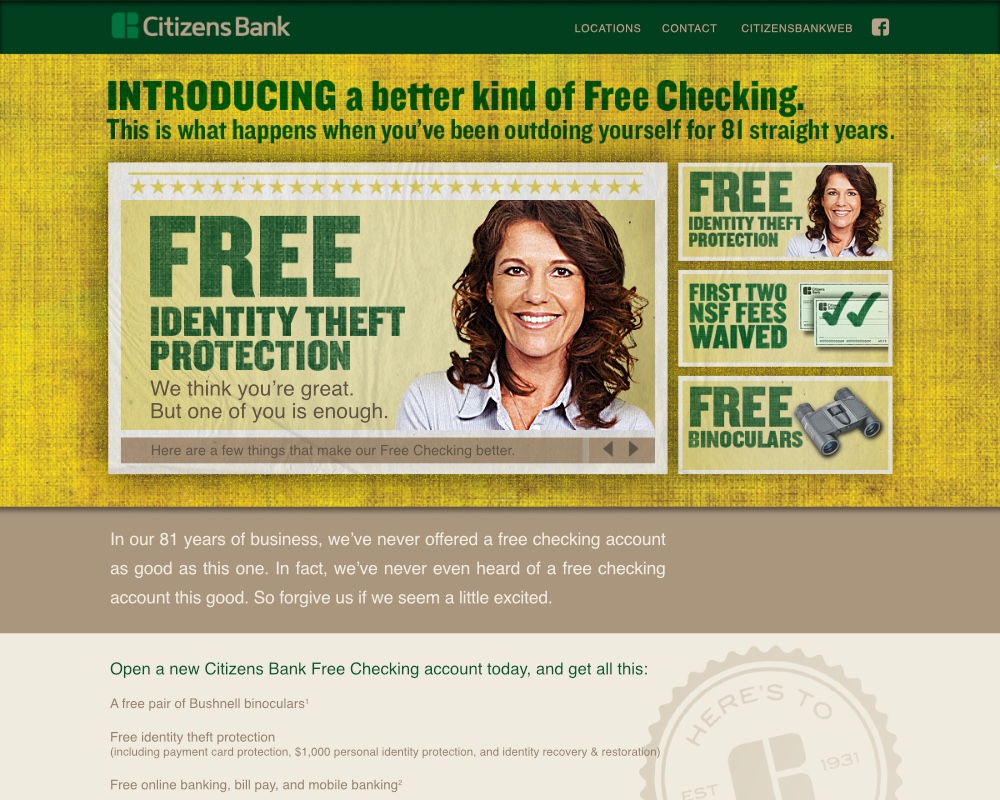 Citizens Bank
LOCATIONS CONTACT CITIZENSBANKWEB
INTRODUCING a better kind of Free Checking.
This is what happens when you've been outdoing yourself for 81 straight years.
FREE
IDENTITY THEFT
PROTECTION
We think you're great.
But one of you is enough.
Here are a few things that make our Free Checking better.
FREE
IDENTITY THEFT
PROTECTION
FIRST TWO
NSF FEES
WAIVED
FREE
BINOCULARS
In our 81 years of business, we've never offered a free checking account
as good as this one. In fact, we've never even heard of a free checking
account this good. So forgive us if we seem a little excited.
Open a new Citizens Bank Free Checking account today, and get all this:
A free pair of Bushnell binoculars¹
Free identity theft protection
(including payment card protection, $1,000 personal identity protection, and identity recovery & restoration)
Free online banking, bill pay, and mobile banking²
HERE'S TO
EST 1931